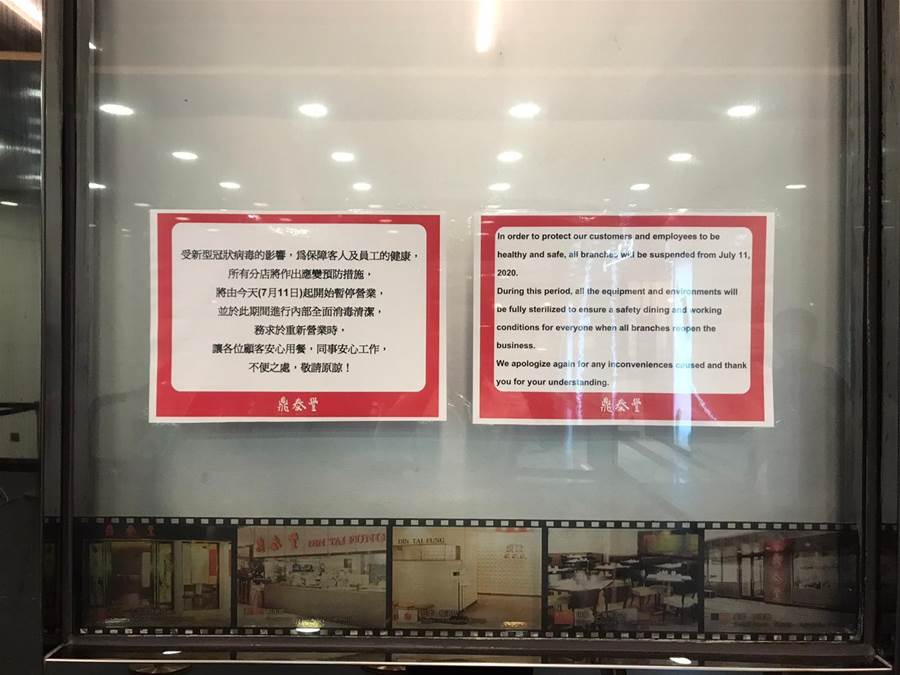 受新型冠狀病毒的影響，為保障客人及員工的健康，
所有分店將作出應變預防措施，
將由今天(7月11日)起開始暫停營業，
並於此期間進行內部全面消毒清潔，
務求於重新營業時，
讓各位顧客安心用餐，同事安心工作，
不便之處，敬請原諒！
鼎泰豐
In order to protect our customers and employees to be
healthy and safe, all branches will be suspended from July 11,
2020.
During this period, all the equipment and environments will
be fully sterilized to ensure a safety dining and working
conditions for everyone when all branches reopen the
business.
We apologize again for any inconveniences caused and thank
you for your understanding.
鼎泰豐
DIN TAI FUNG